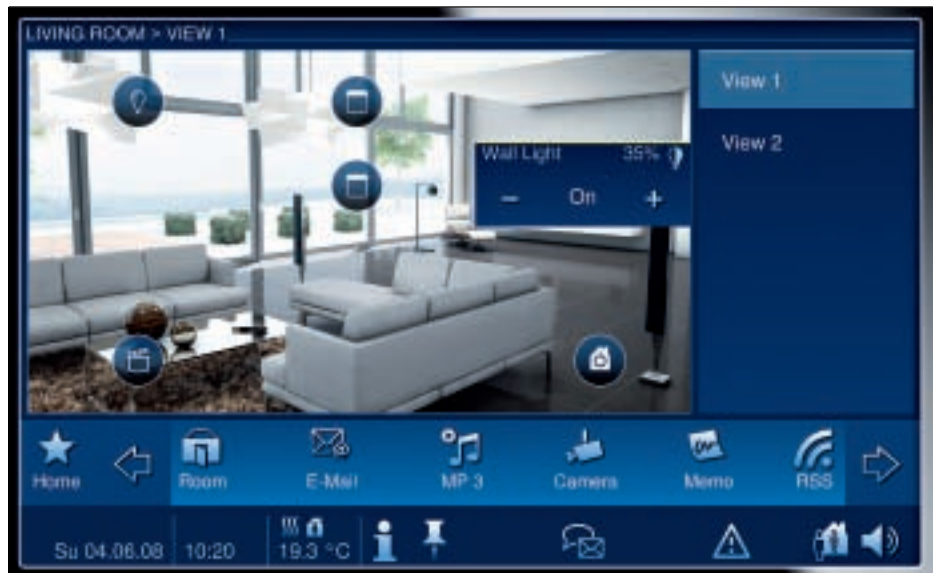 LIVING ROOM > VIEW 1
View 1
View 2
Wall Light 35%
− On +
Home Room E-Mail MP 3 Camera Memo RSS
Su 04.06.08 10:20 19.3 °C